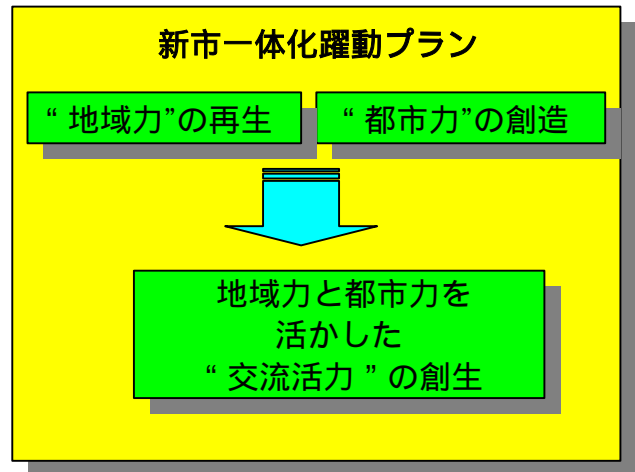 新市一体化躍動プラン
“ 地域力”の再生
“ 都市力”の創造
地域力と都市力を
活かした
“ 交流活力 ” の創生